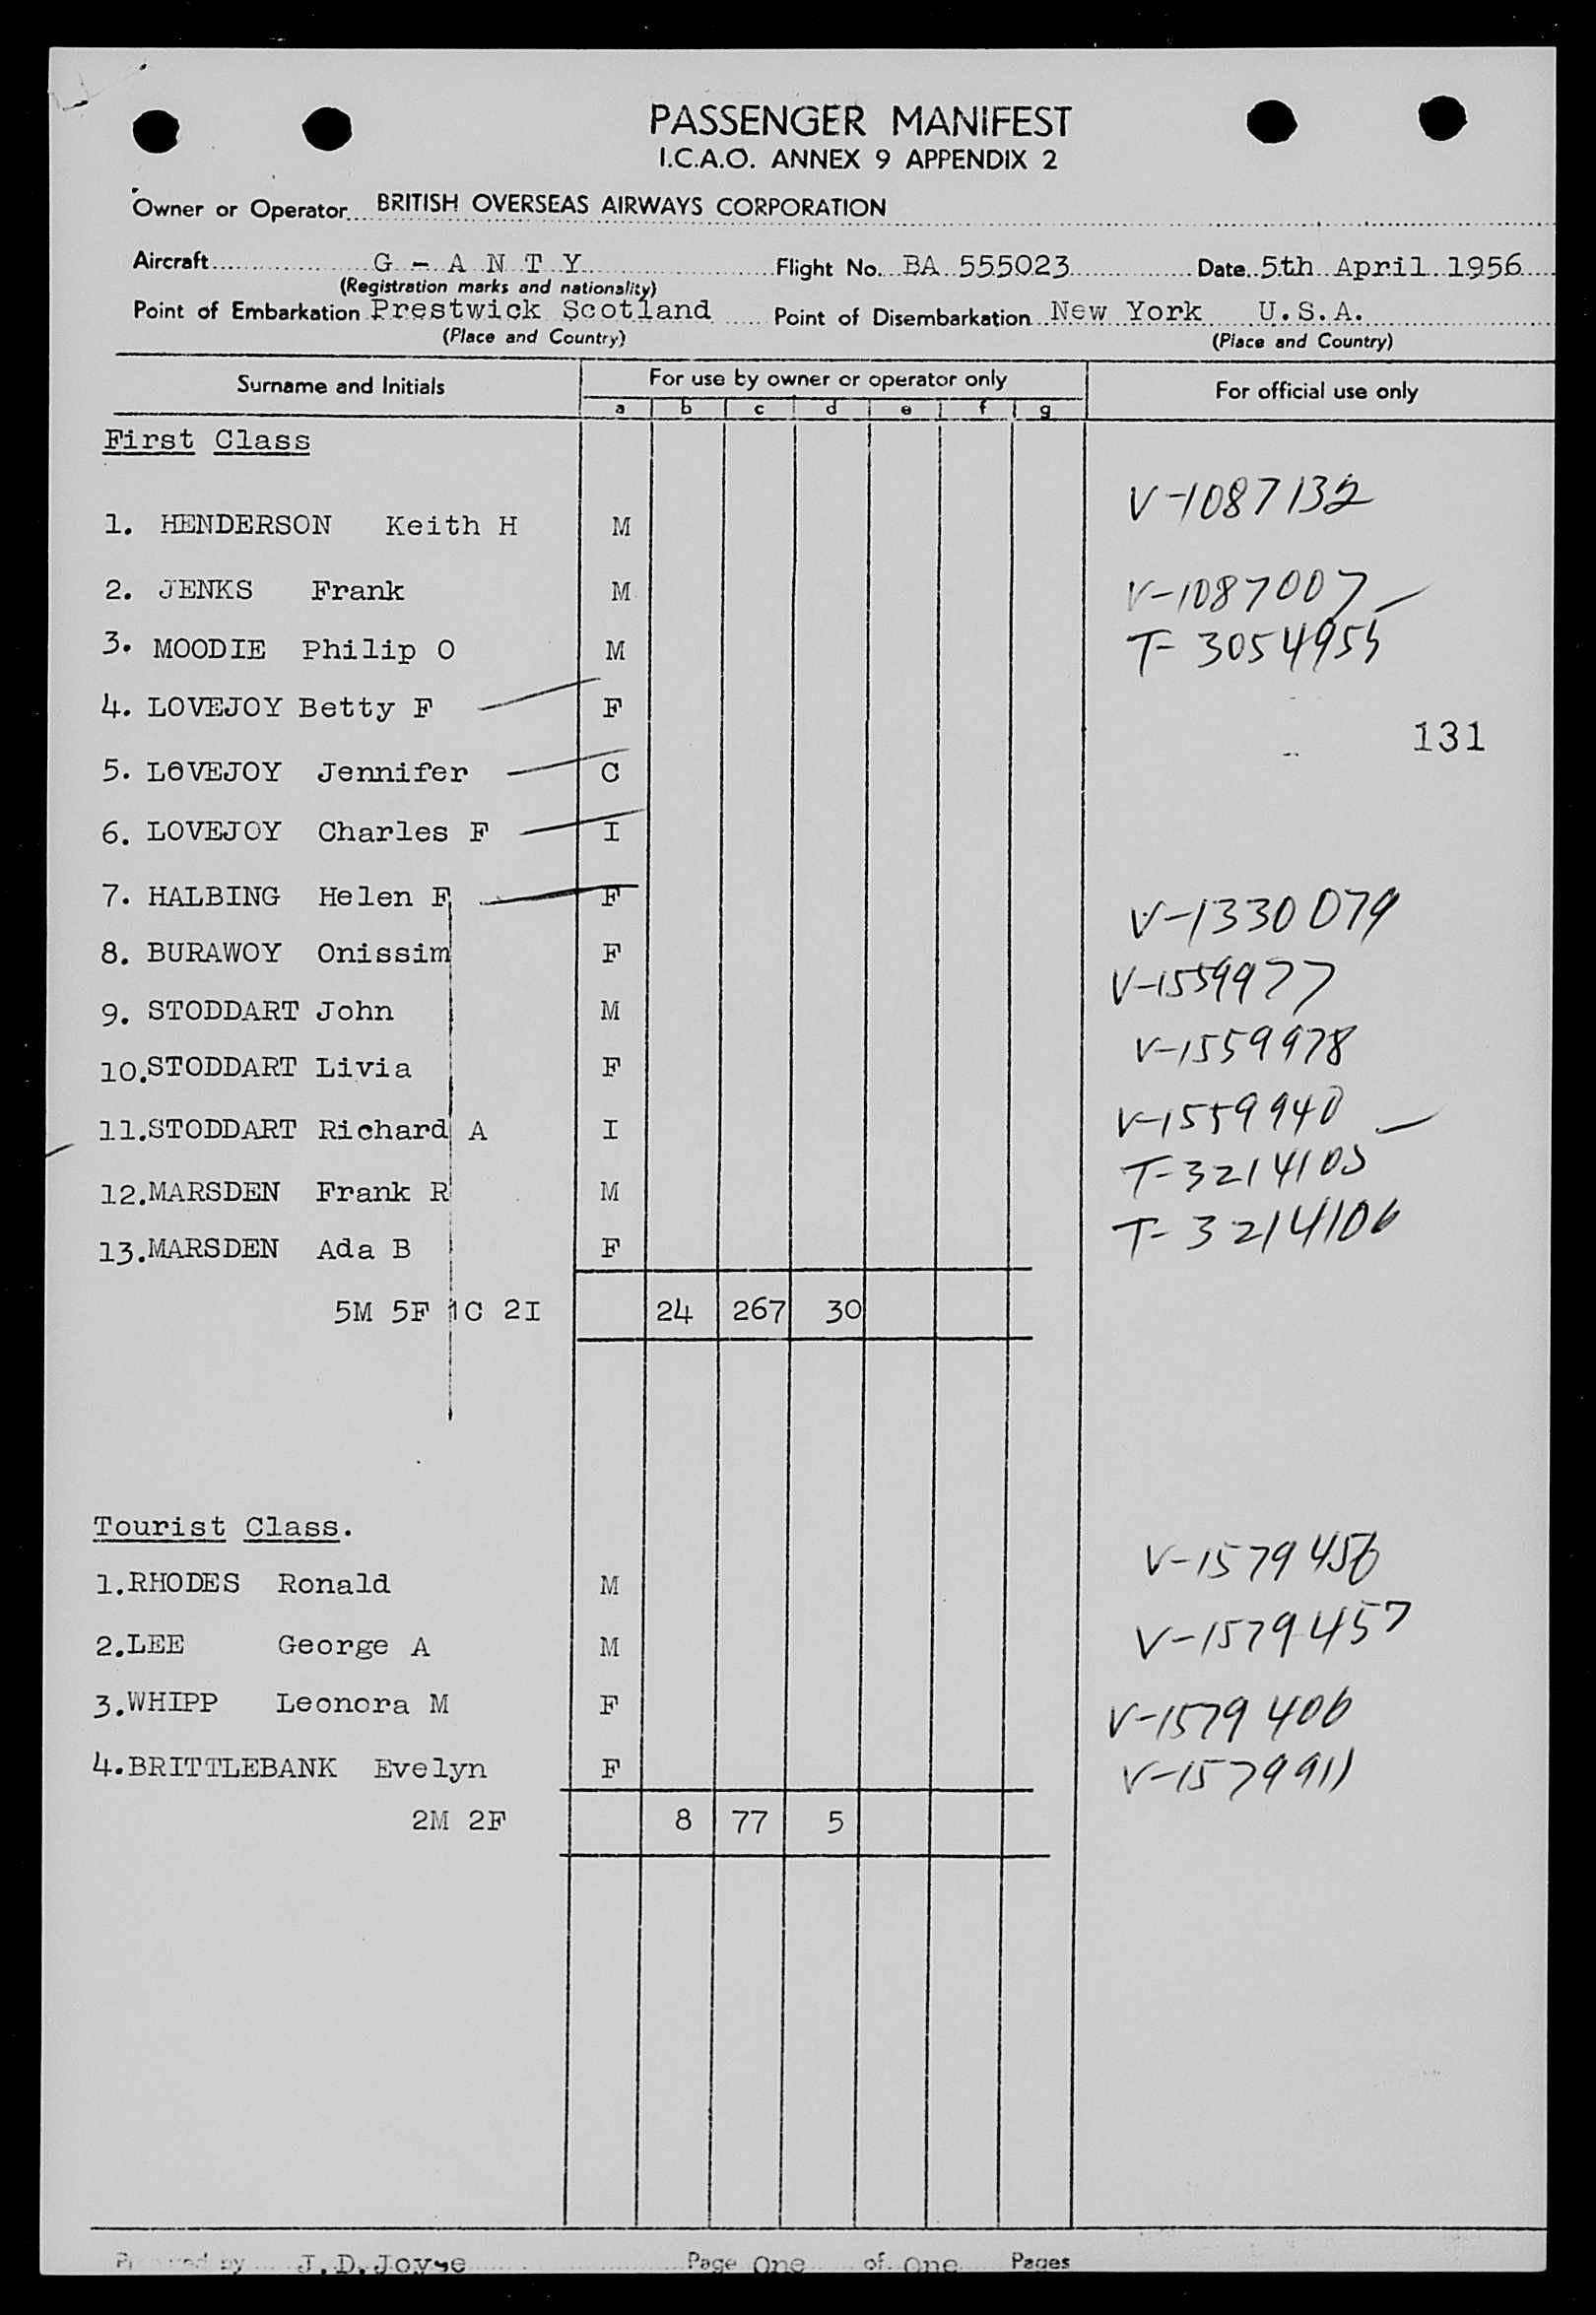 PASSENGER MANIFEST
I.C.A.O. ANNEX 9 APPENDIX 2
Owner or Operator BRITISH OVERSEAS AIRWAYS CORPORATION
Aircraft G - A N T Y Flight No. BA 555023 Date 5th April 1956
(Registration marks and nationality)
Point of Embarkation Prestwick Scotland Point of Disembarkation New York U.S.A.
(Place and Country) (Place and Country)
Surname and Initials For use by owner or operator only For official use only
a b c d e f g
First Class
V-1087132
1. HENDERSON Keith H M
2. JENKS Frank M V-1087007
3. MOODIE Philip O M T-3054955
4. LOVEJOY Betty F F
131
5. LOVEJOY Jennifer C
6. LOVEJOY Charles F I
7. HALBING Helen F F V-1330079
8. BURAWOY Onissim F V-1559977
9. STODDART John M V-1559978
10. STODDART Livia F
11. STODDART Richard A I V-1559940
T-3214105
12. MARSDEN Frank R M
13. MARSDEN Ada B F T-3214106
5M 5F 1C 2I 24 267 30
Tourist Class.
1. RHODES Ronald M V-1579456
2. LEE George A M V-1579457
3. WHIPP Leonora M F V-1579406
4. BRITTLEBANK Evelyn F V-1579911
2M 2F 8 77 5
by J.D. Joyce Page One of One Pages